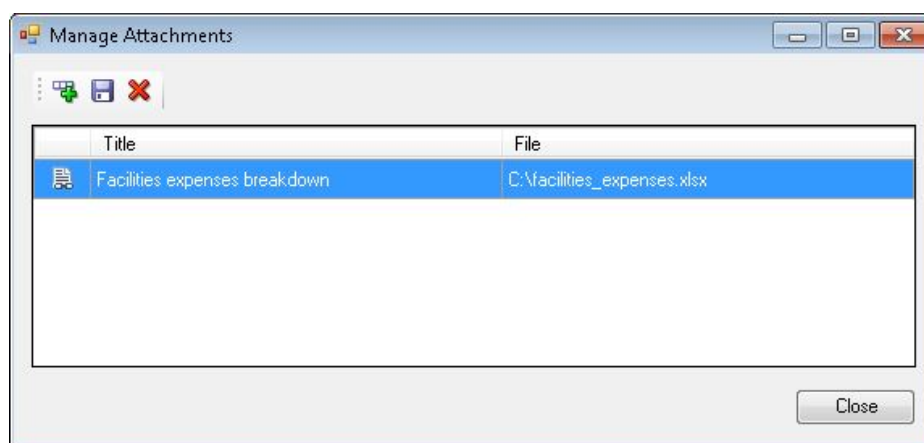 Manage Attachments
Title File
Facilities expenses breakdown C:\facilities_expenses.xlsx
Close